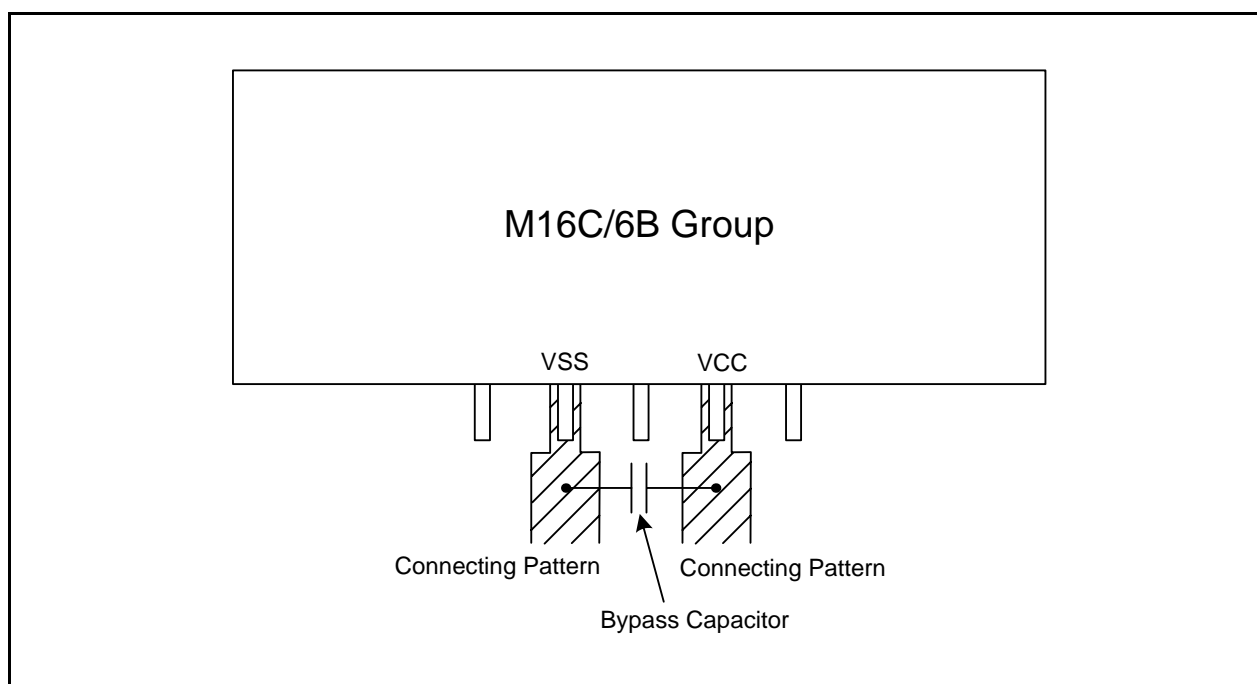 M16C/6B Group
VSS
VCC
Connecting Pattern
Connecting Pattern
Bypass Capacitor